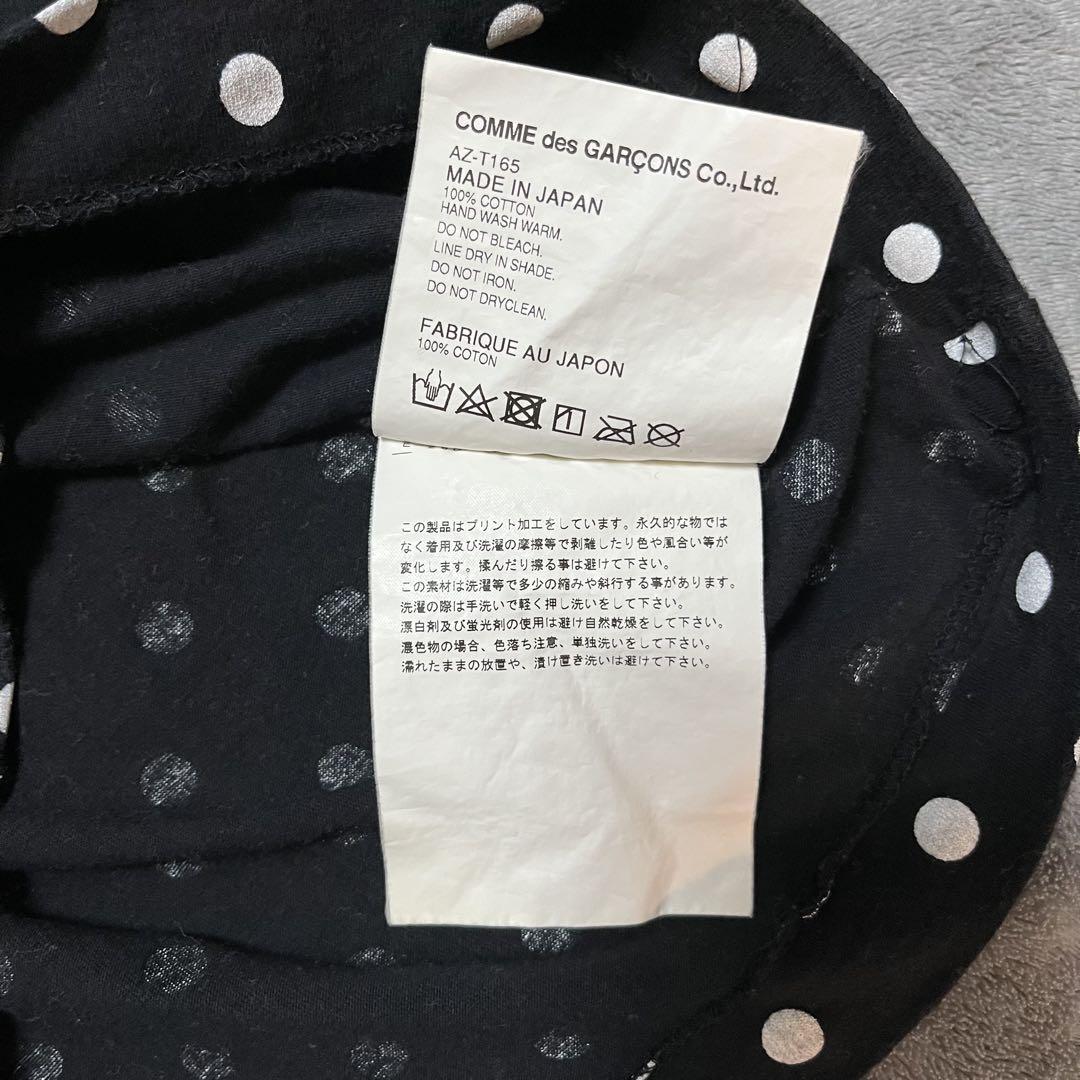 COMME des GARÇONS Co.,Ltd.
AZ-T165
MADE IN JAPAN
100% COTTON
HAND WASH WARM.
DO NOT BLEACH.
LINE DRY IN SHADE.
DO NOT IRON.
DO NOT DRYCLEAN.
FABRIQUE AU JAPON
100% COTON
この製品はプリント加工をしています。永久的な物では
なく着用及び洗濯の摩擦等で剥離したり色や風合い等が
変化します。揉んだり擦る事は避けて下さい。
この素材は洗濯等で多少の縮みや斜行する事があります。
洗濯の際は手洗いで軽く押し洗いをして下さい。
漂白剤及び蛍光剤の使用は避け自然乾燥をして下さい。
濃色物の場合、色落ち注意、単独洗いをして下さい。
濡れたままの放置や、漬け置き洗いは避けて下さい。